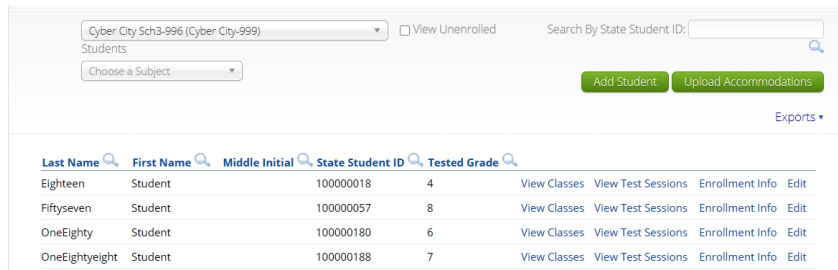 Cyber City Sch3-996 (Cyber City-999) View Unenrolled Search By State Student ID:
Students
Choose a Subject
Add Student Upload Accommodations
Exports
Last Name First Name Middle Initial State Student ID Tested Grade
Eighteen Student 100000018 4 View Classes View Test Sessions Enrollment Info Edit
Fiftyseven Student 100000057 8 View Classes View Test Sessions Enrollment Info Edit
OneEighty Student 100000180 6 View Classes View Test Sessions Enrollment Info Edit
OneEightyeight Student 100000188 7 View Classes View Test Sessions Enrollment Info Edit